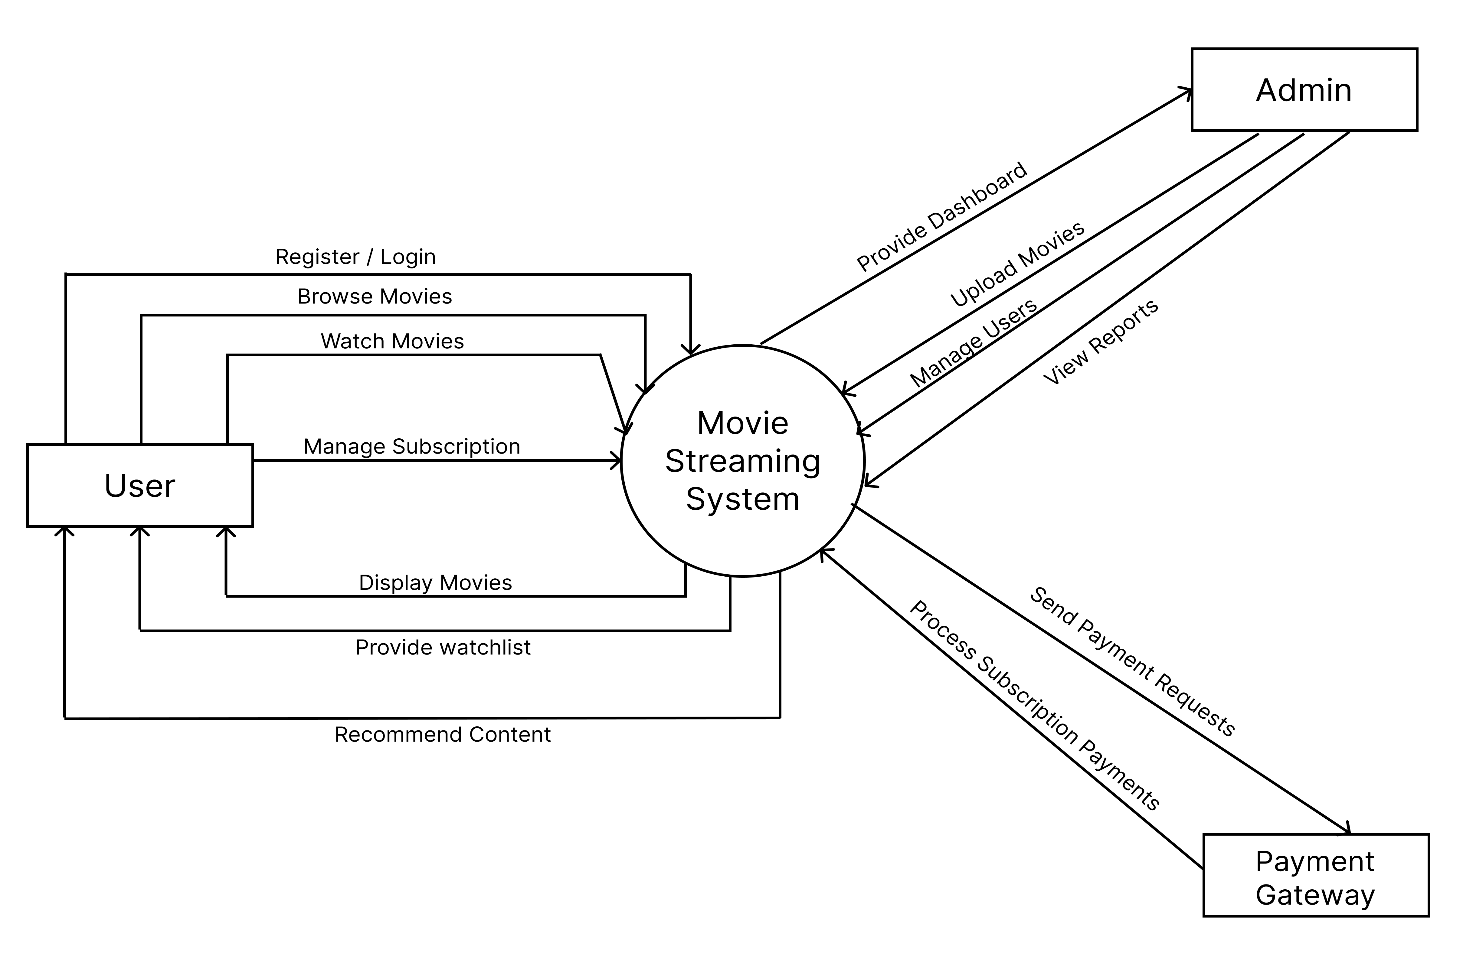 Admin
Provide Dashboard
Upload Movies
Manage Users
View Reports
Register / Login
Browse Movies
Watch Movies
Manage Subscription
User
Movie
Streaming
System
Display Movies
Provide watchlist
Recommend Content
Send Payment Requests
Process Subscription Payments
Payment
Gateway